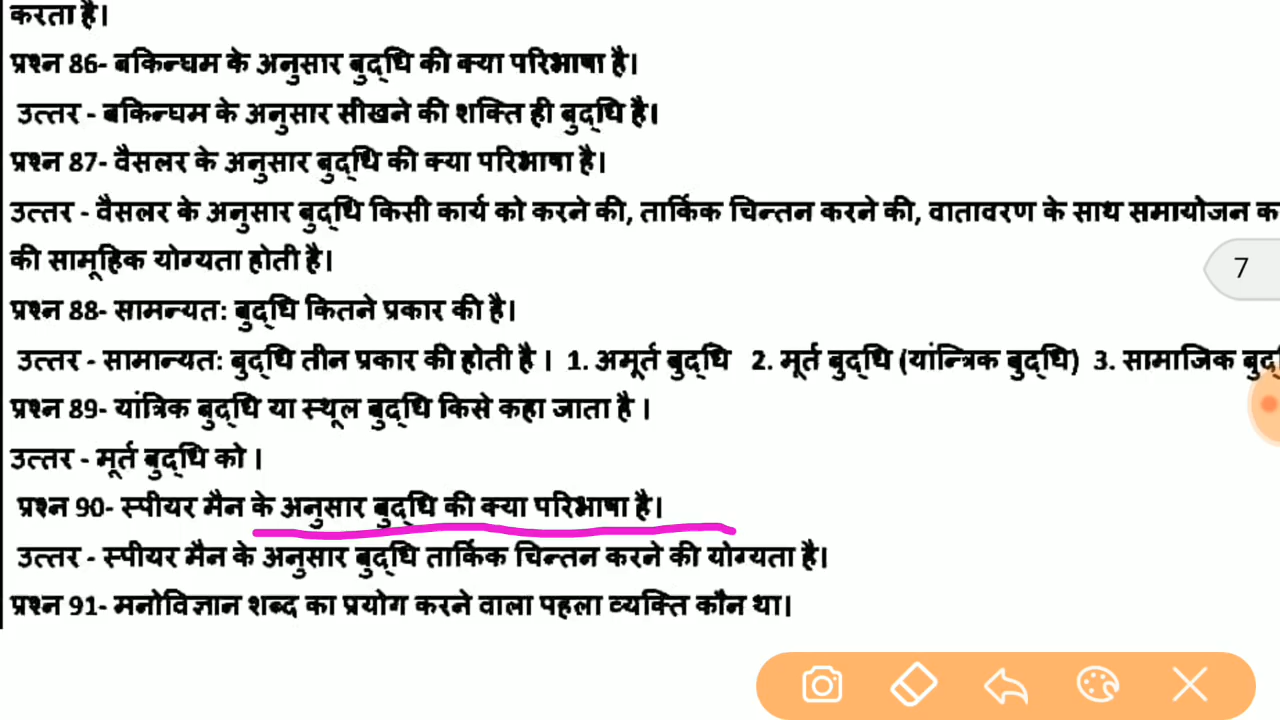 करता है।
प्रश्न 86- बकिन्घम के अनुसार बुद्धि की क्या परिभाषा है।
उत्तर - बकिन्घम के अनुसार सीखने की शक्ति ही बुद्धि है।
प्रश्न 87- वैसलर के अनुसार बुद्धि की क्या परिभाषा है।
उत्तर - वैसलर के अनुसार बुद्धि किसी कार्य को करने की, तार्किक चिन्तन करने की, वातावरण के साथ समायोजन
की सामूहिक योग्यता होती है।
7
प्रश्न 88- सामन्यत: बुद्धि कितने प्रकार की है।
उत्तर - सामान्यत: बुद्धि तीन प्रकार की होती है । 1. अमूर्त बुद्धि 2. मूर्त बुद्धि (यांन्त्रिक बुद्धि) 3. सामाजिक
प्रश्न 89- यांत्रिक बुद्धि या स्थूल बुद्धि किसे कहा जाता है ।
उत्तर - मूर्त बुद्धि को ।
प्रश्न 90- स्पीयर मैन के अनुसार बुद्धि की क्या परिभाषा है।
उत्तर - स्पीयर मैन के अनुसार बुद्धि तार्किक चिन्तन करने की योग्यता है।
प्रश्न 91- मनोविज्ञान शब्द का प्रयोग करने वाला पहला व्यक्ति कौन था।